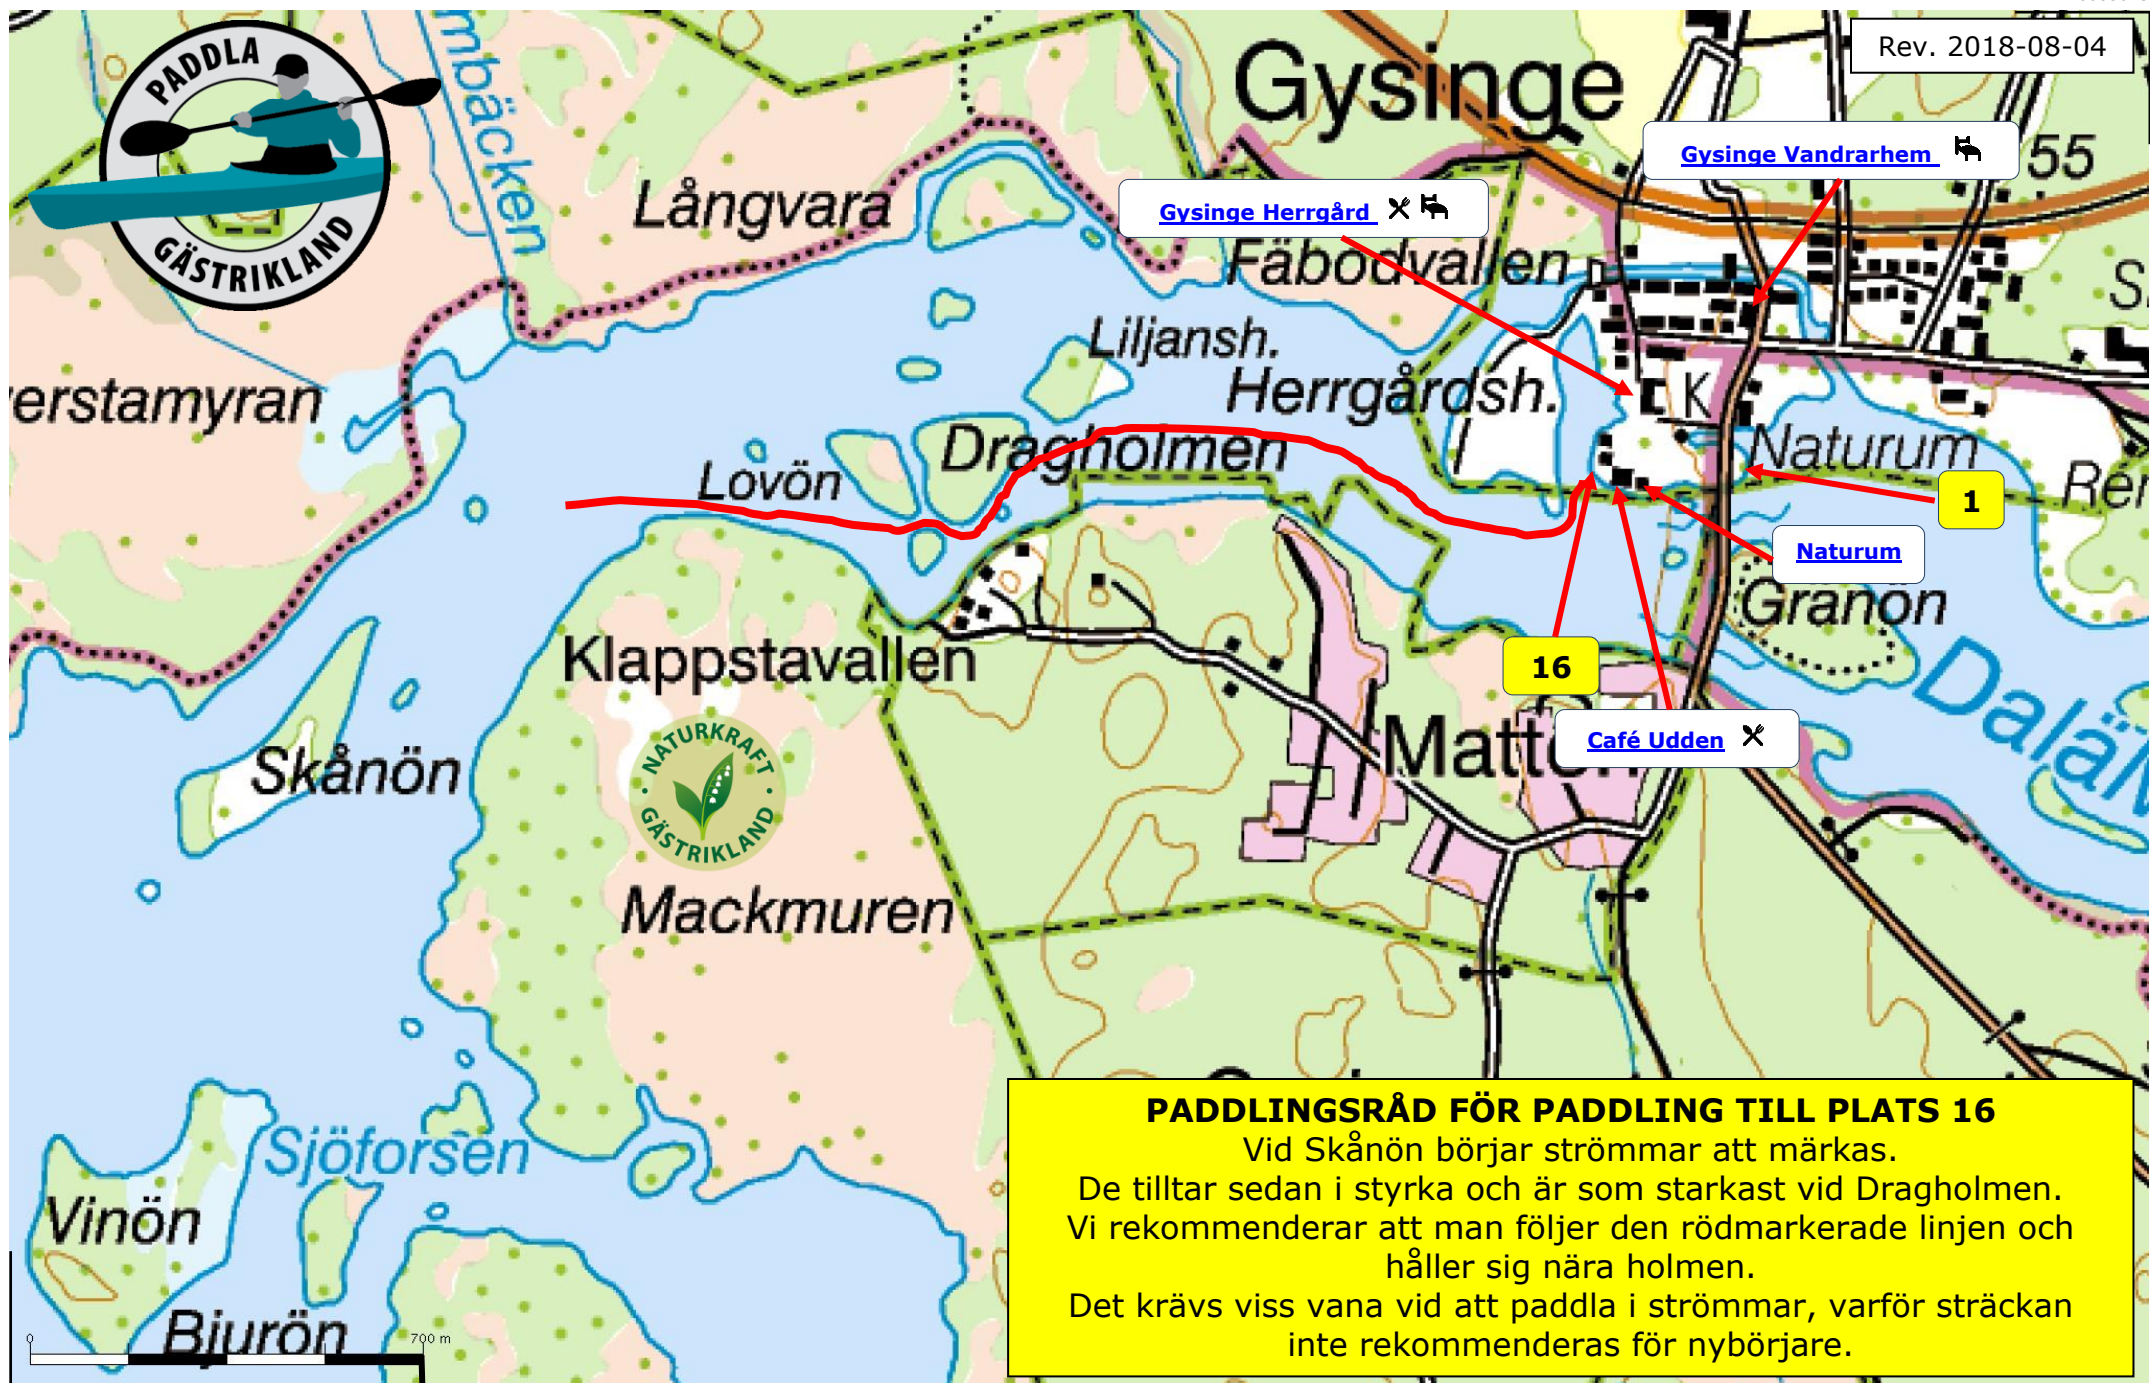 PADDLA
GÄSTRIKLAND
mbäcken
Gysinge
Rev. 2018-08-04
Gysinge Vandrarhem
55
Långvara
Gysinge Herrgård
Fäbodvallen
Liljansh.
Herrgårdsh.
K
erstamyran
Dragholmen
Lovön
Naturum
1
Naturum
Granön
Klappstavallen
16
Skånön
Café Udden
NATURKRAFT
GÄSTRIKLAND
Mackmuren
Sjöforsen
Vinön
Bjurön
0
700 m
PADDLINGSRÅD FÖR PADDLING TILL PLATS 16
Vid Skånön börjar strömmar att märkas.
De tilltar sedan i styrka och är som starkast vid Dragholmen.
Vi rekommenderar att man följer den rödmarkerade linjen och
håller sig nära holmen.
Det krävs viss vana vid att paddla i strömmar, varför sträckan
inte rekommenderas för nybörjare.